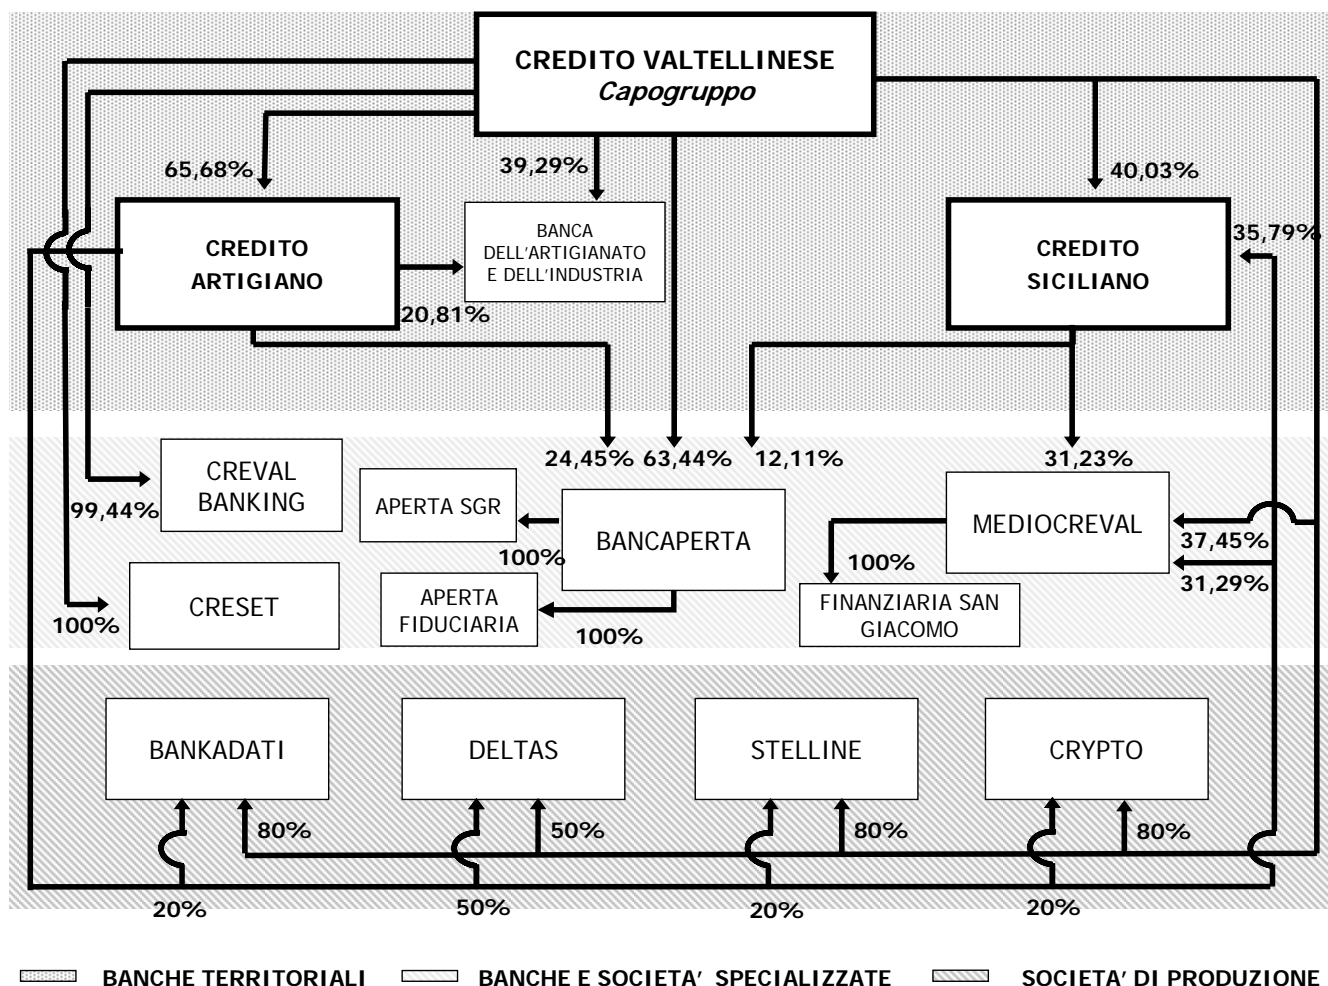 CREDITO VALTELLINESE
Capogruppo
65,68%
39,29%
40,03%
CREDITO
ARTIGIANO
BANCA
DELL'ARTIGIANATO
E DELL'INDUSTRIA
CREDITO
SICILIANO
35,79%
20,81%
24,45%
63,44%
12,11%
31,23%
CREVAL
BANKING
99,44%
APERTA SGR
100%
BANCAPERTA
MEDIOCREVAL
37,45%
31,29%
100%
CRESET
100%
APERTA
FIDUCIARIA
100%
FINANZIARIA SAN
GIACOMO
BANKADATI
DELTAS
STELLINE
CRYPTO
80%
50%
80%
80%
20%
50%
20%
20%
BANCHE TERRITORIALI
BANCHE E SOCIETA' SPECIALIZZATE
SOCIETA' DI PRODUZIONE